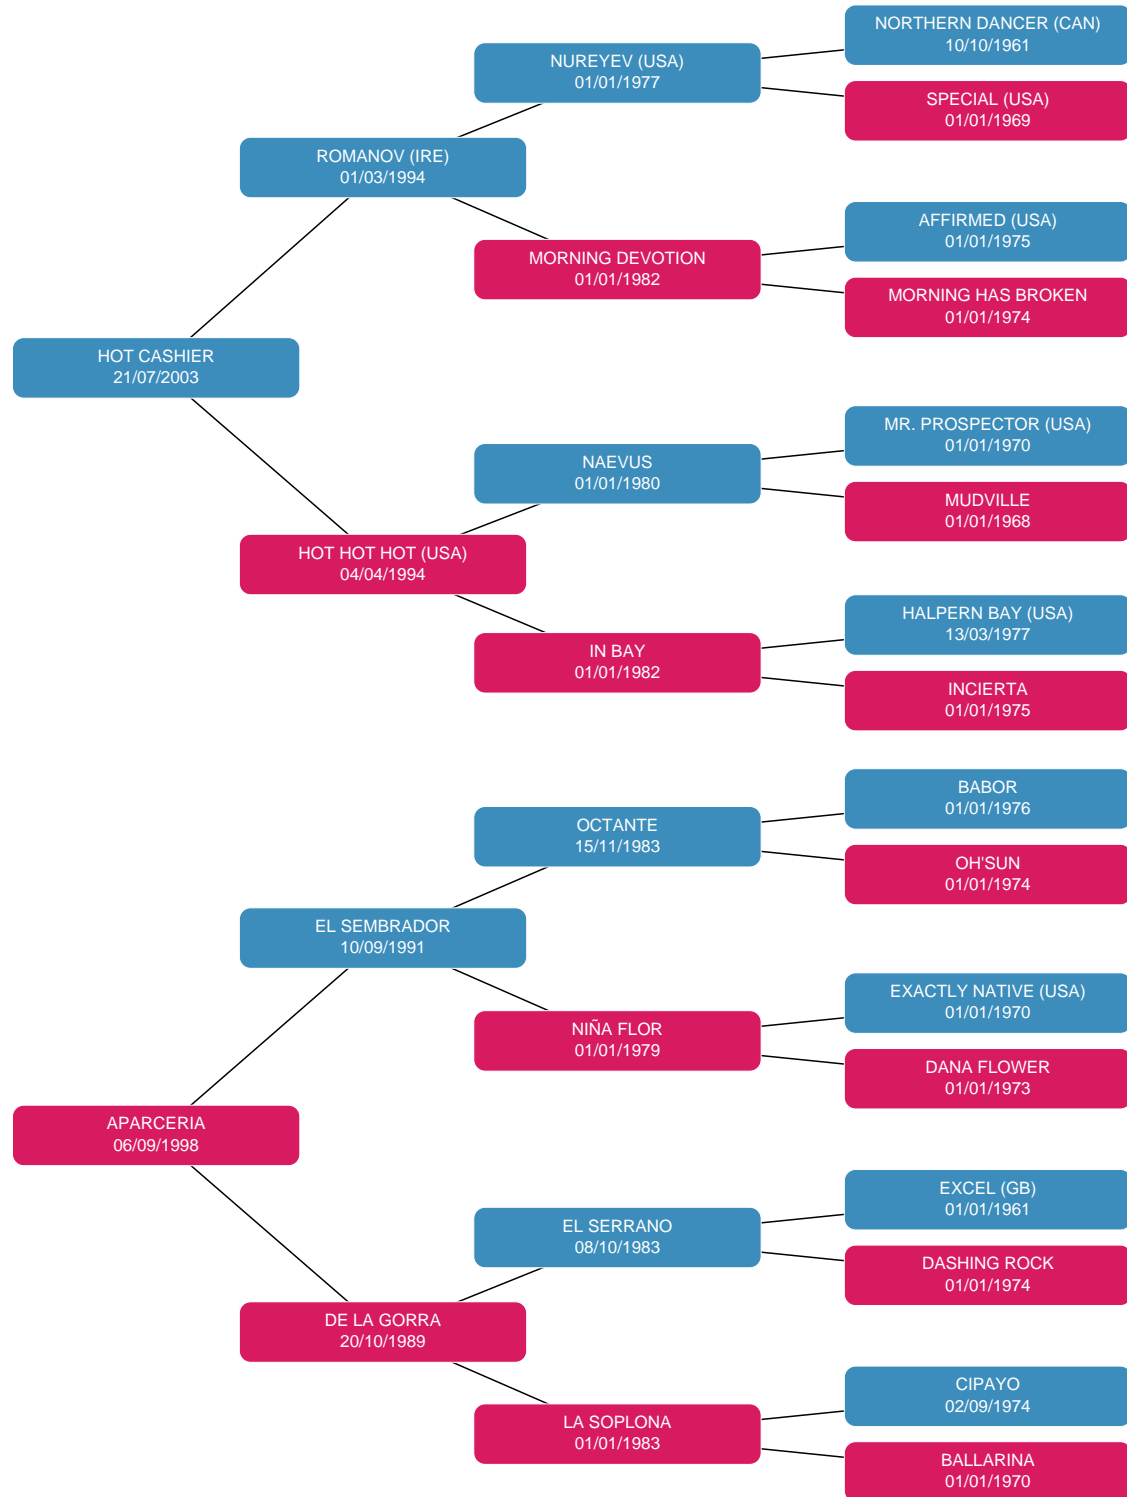 NORTHERN DANCER (CAN)
10/10/1961
NUREYEV (USA)
01/01/1977
SPECIAL (USA)
01/01/1969
ROMANOV (IRE)
01/03/1994
AFFIRMED (USA)
01/01/1975
MORNING DEVOTION
01/01/1982
MORNING HAS BROKEN
01/01/1974
HOT CASHIER
21/07/2003
MR. PROSPECTOR (USA)
01/01/1970
NAEVUS
01/01/1980
MUDVILLE
01/01/1968
HOT HOT HOT (USA)
04/04/1994
HALPERN BAY (USA)
13/03/1977
IN BAY
01/01/1982
INCIERTA
01/01/1975
BABOR
01/01/1976
OCTANTE
15/11/1983
OH'SUN
01/01/1974
EL SEMBRADOR
10/09/1991
EXACTLY NATIVE (USA)
01/01/1970
NIÑA FLOR
01/01/1979
DANA FLOWER
01/01/1973
APARCERIA
06/09/1998
EXCEL (GB)
01/01/1961
EL SERRANO
08/10/1983
DASHING ROCK
01/01/1974
DE LA GORRA
20/10/1989
CIPAYO
02/09/1974
LA SOPLONA
01/01/1983
BALLARINA
01/01/1970